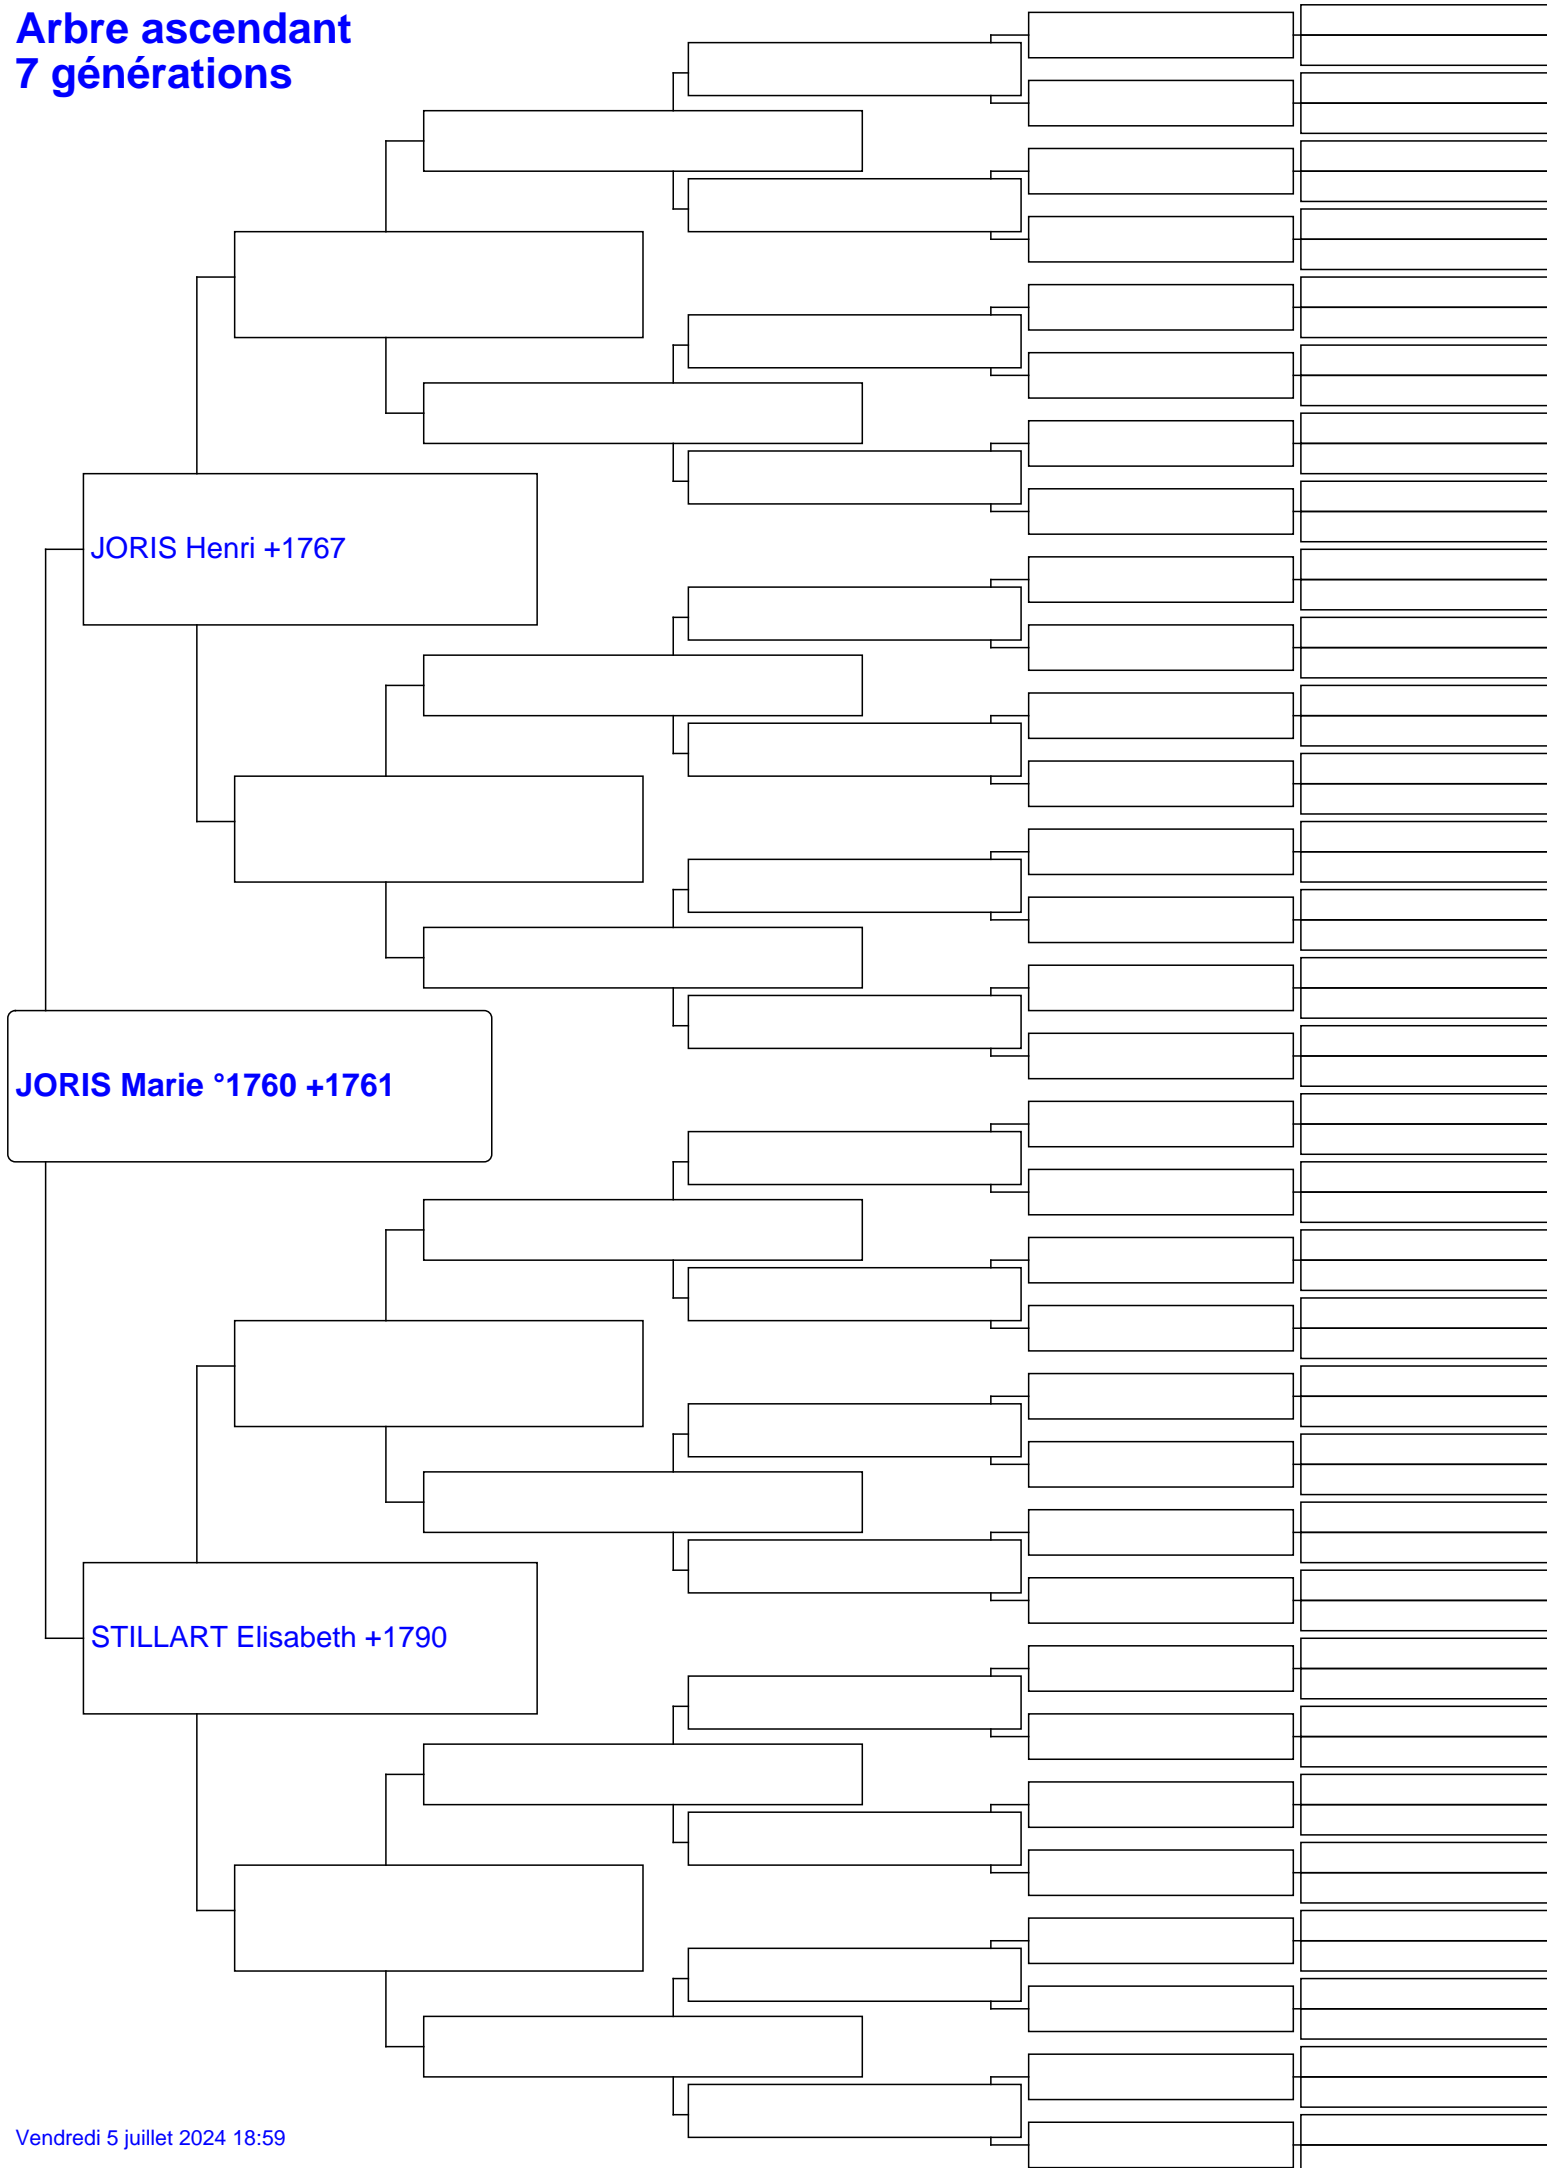 Arbre ascendant
7 générations
JORIS Henri +1767
JORIS Marie °1760 +1761
STILLART Elisabeth +1790
Vendredi 5 juillet 2024 18:59